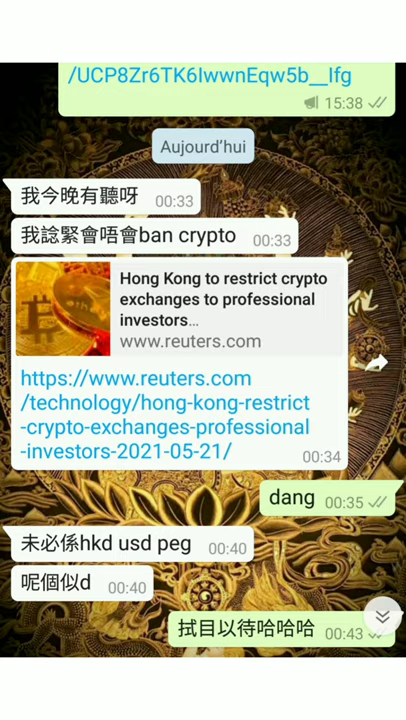 /UCP8Zr6TK6IwwnEqw5b__Ifg
15:38
Aujourd'hui
我今晚有聽呀 00:33
我諗緊會唔會ban crypto 00:33
Hong Kong to restrict crypto
exchanges to professional
investors...
www.reuters.com
https://www.reuters.com
/technology/hong-kong-restrict
-crypto-exchanges-professional
-investors-2021-05-21/
00:34
dang 00:35
未必係hkd usd peg 00:40
呢個似d 00:40
拭目以待哈哈哈 00:43